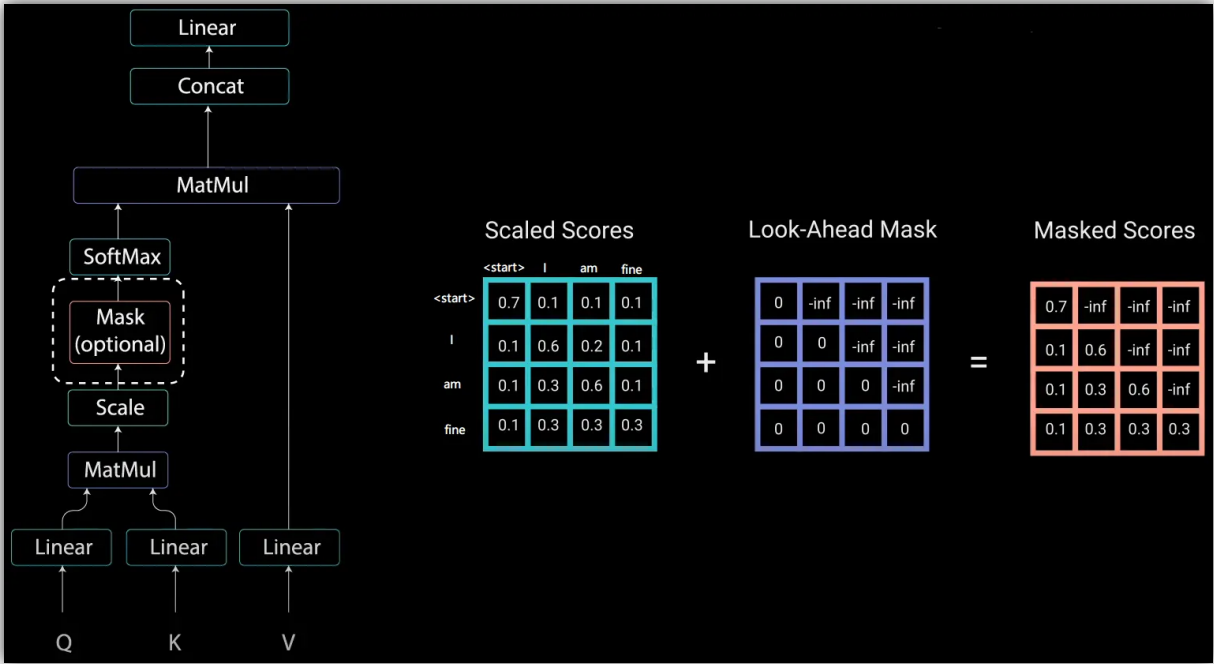 Linear
Concat
MatMul
SoftMax
Mask
(optional)
Scale
MatMul
Linear Linear Linear
Q K V
Scaled Scores
<start> I am fine
<start> 0.7 0.1 0.1 0.1
I 0.1 0.6 0.2 0.1
am 0.1 0.3 0.6 0.1
fine 0.1 0.3 0.3 0.3
+
Look-Ahead Mask
0 -inf -inf -inf
0 0 -inf -inf
0 0 0 -inf
0 0 0 0
=
Masked Scores
0.7 -inf -inf -inf
0.1 0.6 -inf -inf
0.1 0.3 0.6 -inf
0.1 0.3 0.3 0.3